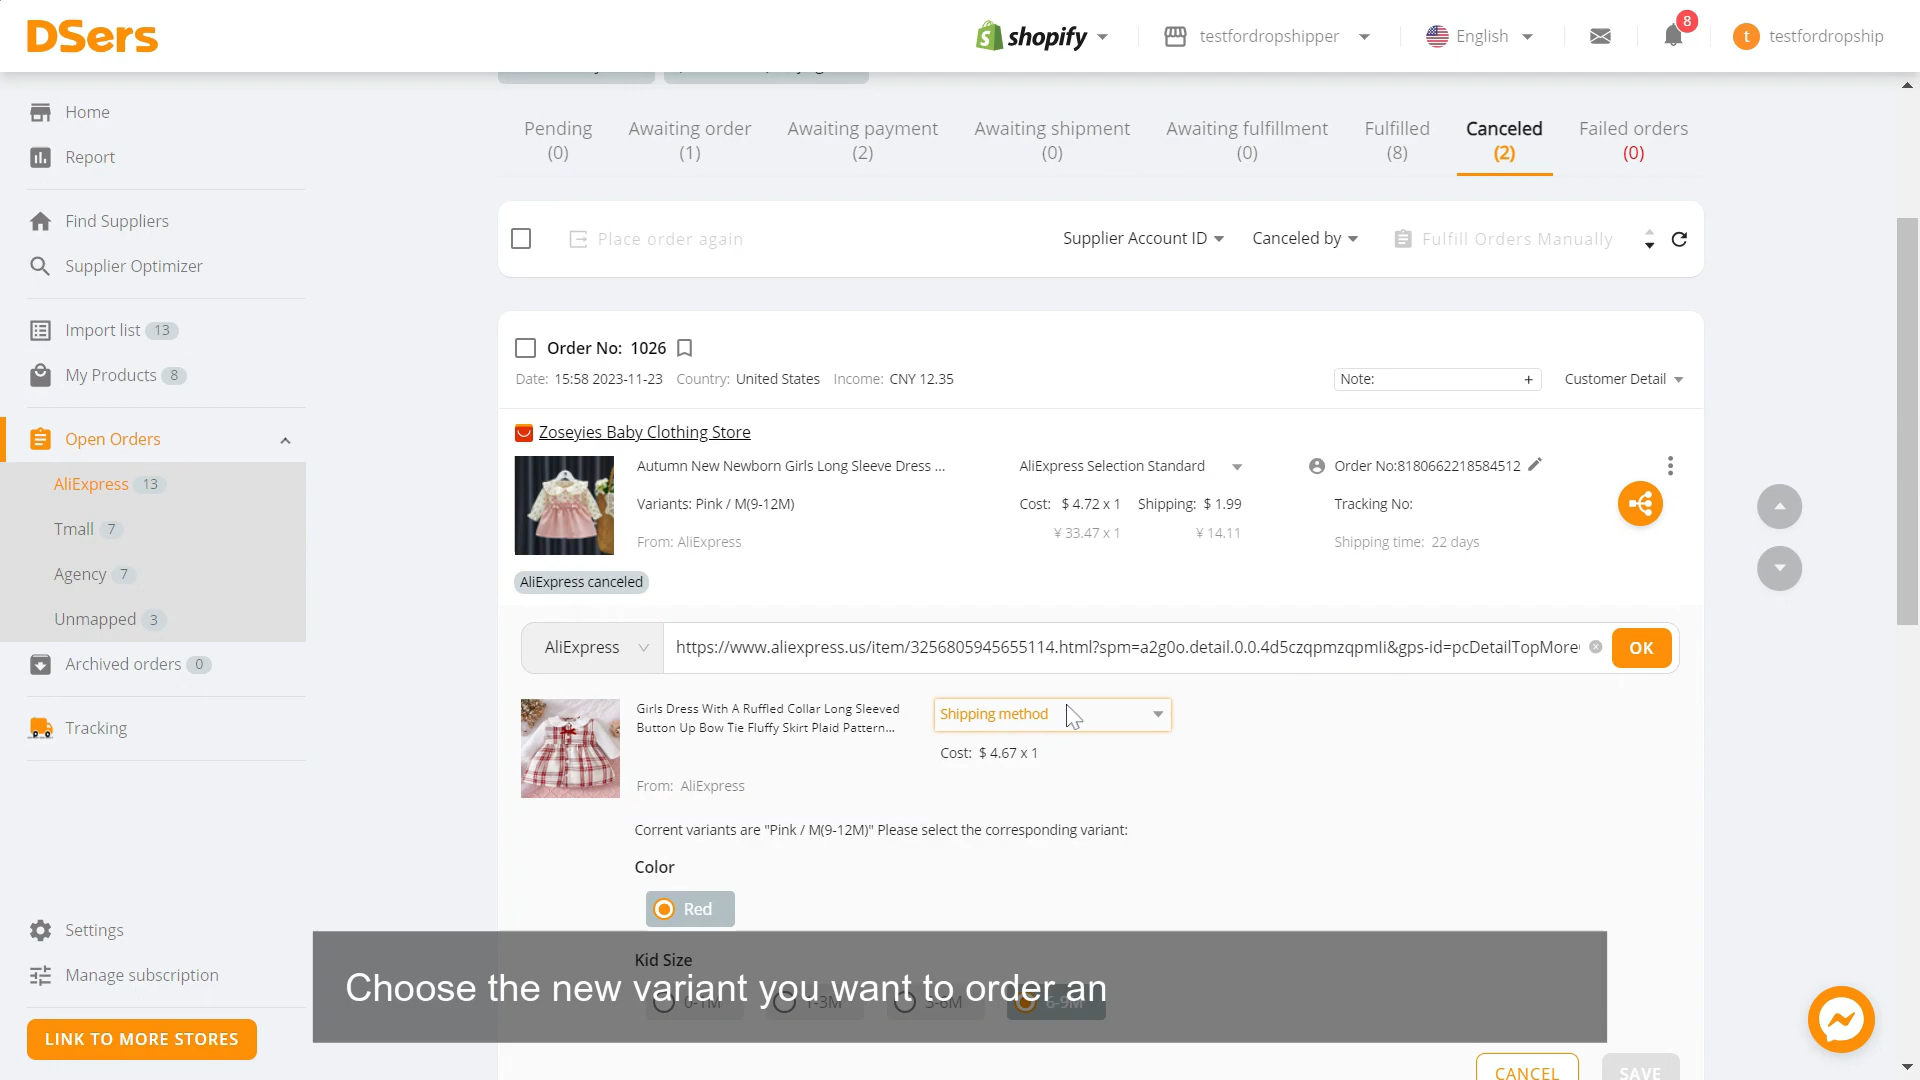 DSers
shopify
testfordropshipper
English
8
t
testfordropship
Home
Report
Find Suppliers
Supplier Optimizer
Import list 13
My Products 8
Open Orders
AliExpress 13
Tmall 7
Agency 7
Unmapped 3
Archived orders 0
Tracking
Settings
Manage subscription
LINK TO MORE STORES
Pending (0)
Awaiting order (1)
Awaiting payment (2)
Awaiting shipment (0)
Awaiting fulfillment (0)
Fulfilled (8)
Canceled (2)
Failed orders (0)
Place order again
Supplier Account ID
Canceled by
Fulfill Orders Manually
Order No: 1026
Date: 15:58 2023-11-23 Country: United States Income: CNY 12.35
Note: +
Customer Detail
Zoseyies Baby Clothing Store
Autumn New Newborn Girls Long Sleeve Dress ...
Variants: Pink / M(9-12M)
From: AliExpress
AliExpress Selection Standard
Cost: $ 4.72 x 1 Shipping: $ 1.99
¥ 33.47 x 1 ¥ 14.11
Order No:8180662218584512
Tracking No:
Shipping time: 22 days
AliExpress canceled
AliExpress
https://www.aliexpress.us/item/3256805945655114.html?spm=a2g0o.detail.0.0.4d5czqpmzqpmIi&gps-id=pcDetailTopMore
OK
Girls Dress With A Ruffled Collar Long Sleeved
Button Up Bow Tie Fluffy Skirt Plaid Pattern...
From: AliExpress
Shipping method
Cost: $ 4.67 x 1
Corrent variants are "Pink / M(9-12M)" Please select the corresponding variant:
Color
Red
Kid Size
0-1M 1-3M 3-6M 6-9M
Choose the new variant you want to order an
CANCEL
SAVE